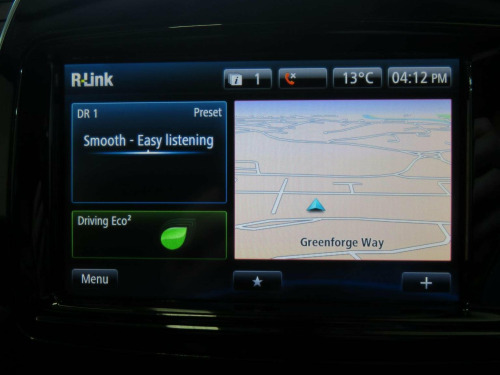 R-Link
1
13°C
04:12 PM
DR 1
Preset
Smooth - Easy listening
Driving Eco²
Greenforge Way
Menu
+